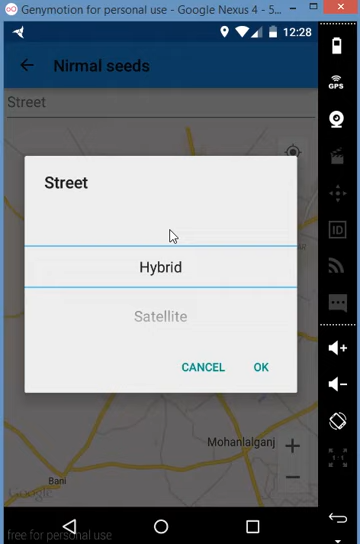 Genymotion for personal use - Google Nexus 4 - 5...
12:28
Nirmal seeds
GPS
Street
Street
Hybrid
ID
Satellite
CANCEL
OK
Mohanlalganj
Bani
Google
free for personal use